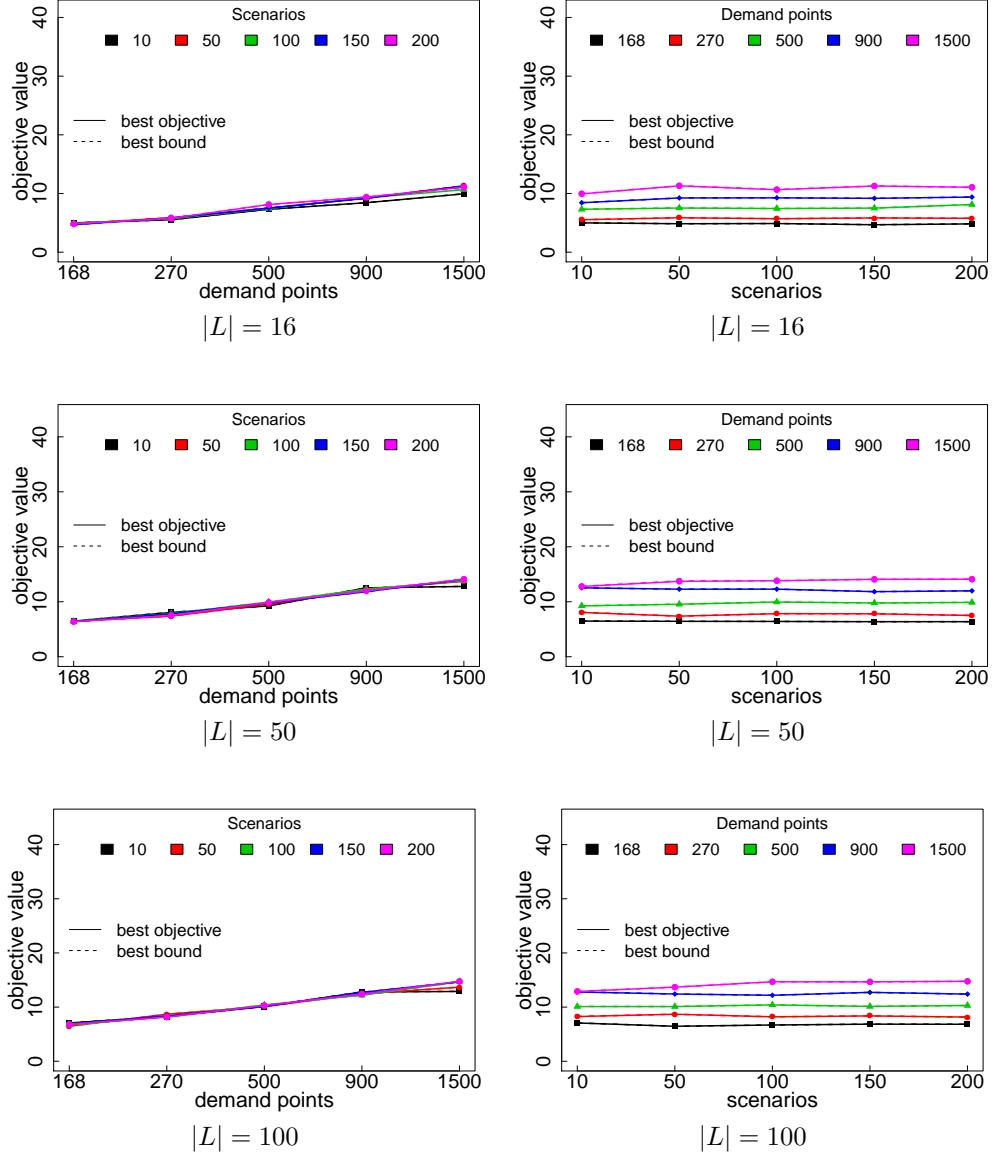 Scenarios
10 50 100 150 200
best objective
best bound
objective value
0 10 20 30 40
168 270 500 900 1500
demand points
|L| = 16
Demand points
168 270 500 900 1500
best objective
best bound
objective value
0 10 20 30 40
10 50 100 150 200
scenarios
|L| = 16
Scenarios
10 50 100 150 200
best objective
best bound
objective value
0 10 20 30 40
168 270 500 900 1500
demand points
|L| = 50
Demand points
168 270 500 900 1500
best objective
best bound
objective value
0 10 20 30 40
10 50 100 150 200
scenarios
|L| = 50
Scenarios
10 50 100 150 200
best objective
best bound
objective value
0 10 20 30 40
168 270 500 900 1500
demand points
|L| = 100
Demand points
168 270 500 900 1500
best objective
best bound
objective value
0 10 20 30 40
10 50 100 150 200
scenarios
|L| = 100